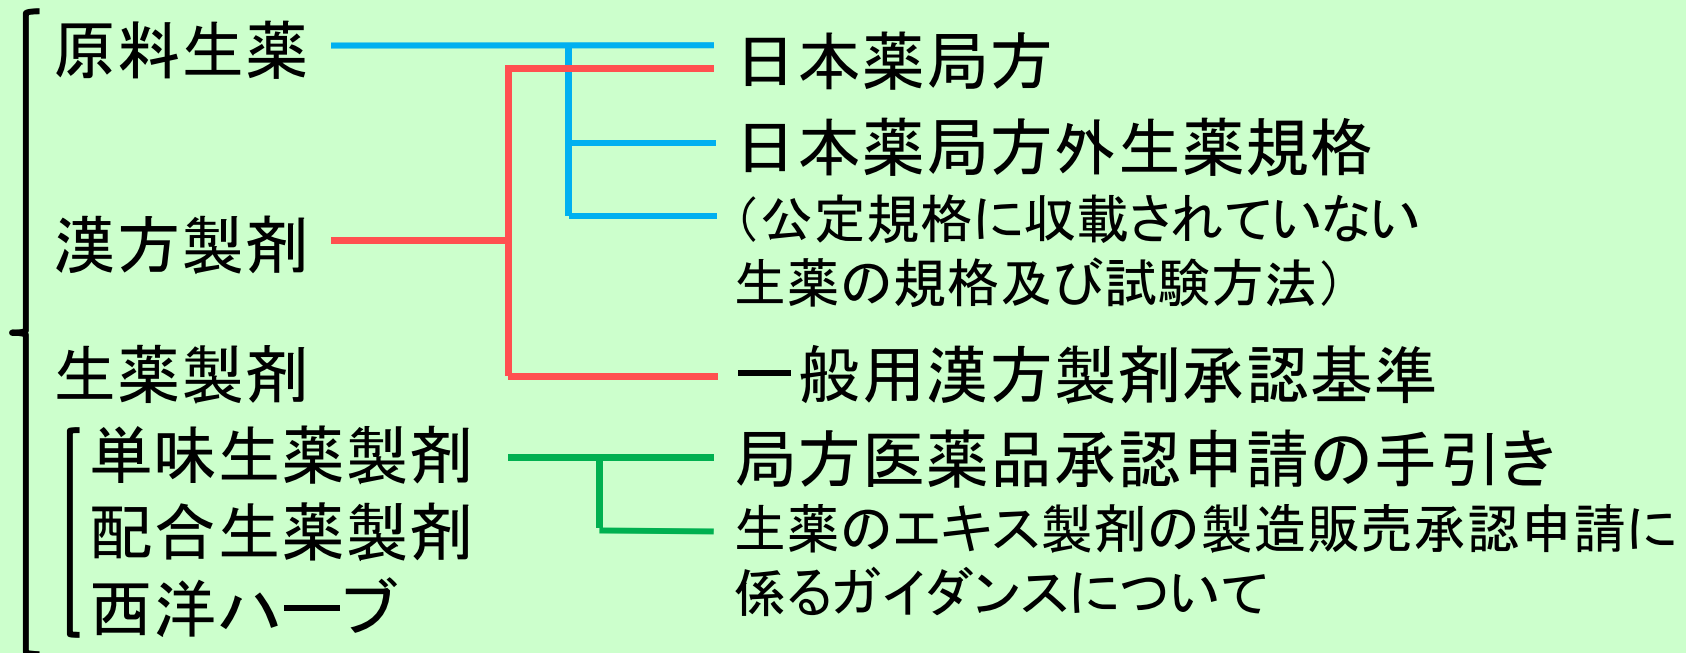 原料生薬
日本薬局方
日本薬局方外生薬規格
漢方製剤
（公定規格に収載されていない
生薬の規格及び試験方法）
生薬製剤
一般用漢方製剤承認基準
単味生薬製剤
局方医薬品承認申請の手引き
配合生薬製剤
生薬のエキス製剤の製造販売承認申請に
係るガイダンスについて
西洋ハーブ